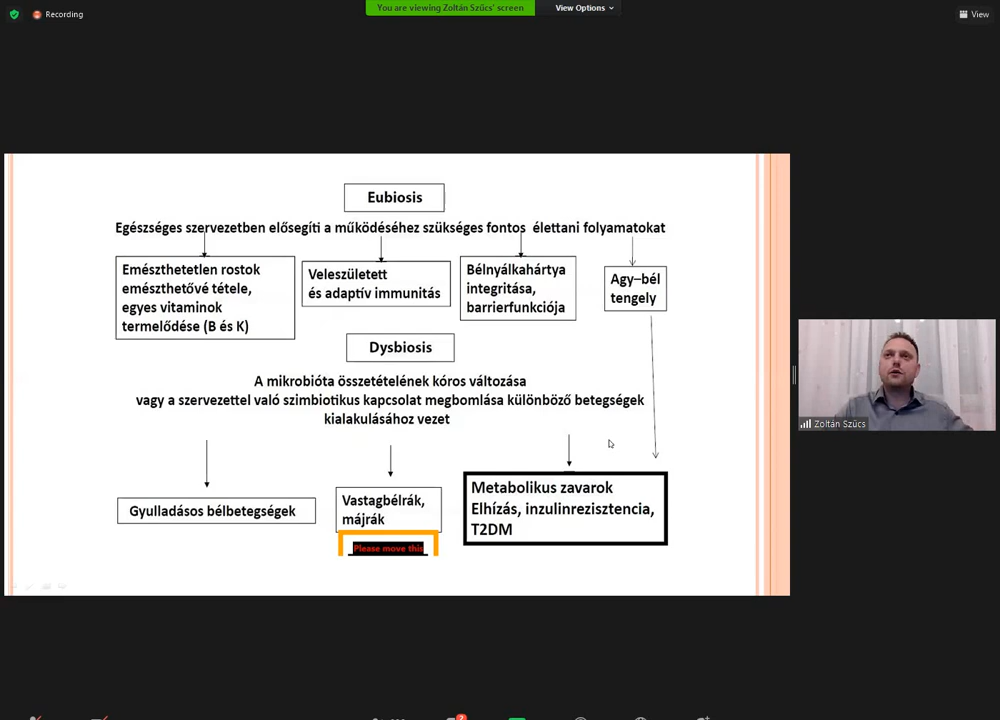 Recording
You are viewing Zoltán Szűcs' screen
View Options
View
Eubiosis
Egészséges szervezetben elősegíti a működéséhez szükséges fontos élettani folyamatokat
Emészthetetlen rostok
emészthetővé tétele,
egyes vitaminok
termelődése (B és K)
Veleszületett
és adaptív immunitás
Bélnyálkahártya
integritása,
barrierfunkciója
Agy–bél
tengely
Dysbiosis
A mikrobióta összetételének kóros változása
vagy a szervezettel való szimbiotikus kapcsolat megbomlása különböző betegségek
kialakulásához vezet
Gyulladásos bélbetegségek
Vastagbélrák,
májrák
Please move this
Metabolikus zavarok
Elhízás, inzulinrezisztencia,
T2DM
Zoltán Szűcs
2